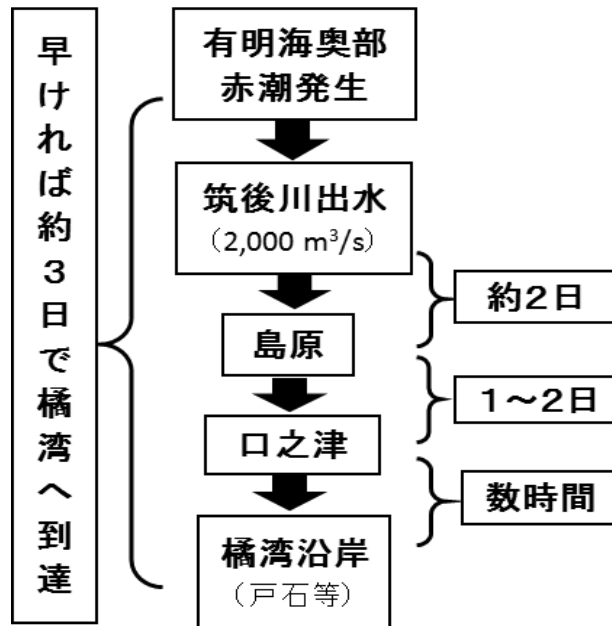 早ければ約３日で橘湾へ到達
有明海奥部
赤潮発生
筑後川出水
（2,000 m³/s）
約２日
島原
１～２日
口之津
数時間
橘湾沿岸
（戸石等）